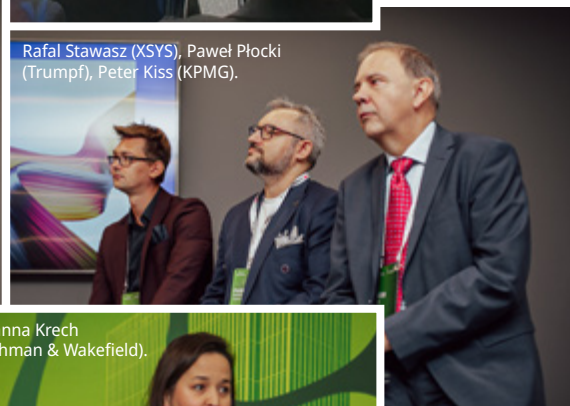 Rafal Stawasz (XSYS), Paweł Płocki
(Trumpf), Peter Kiss (KPMG).
nna Krech
hman & Wakefield).